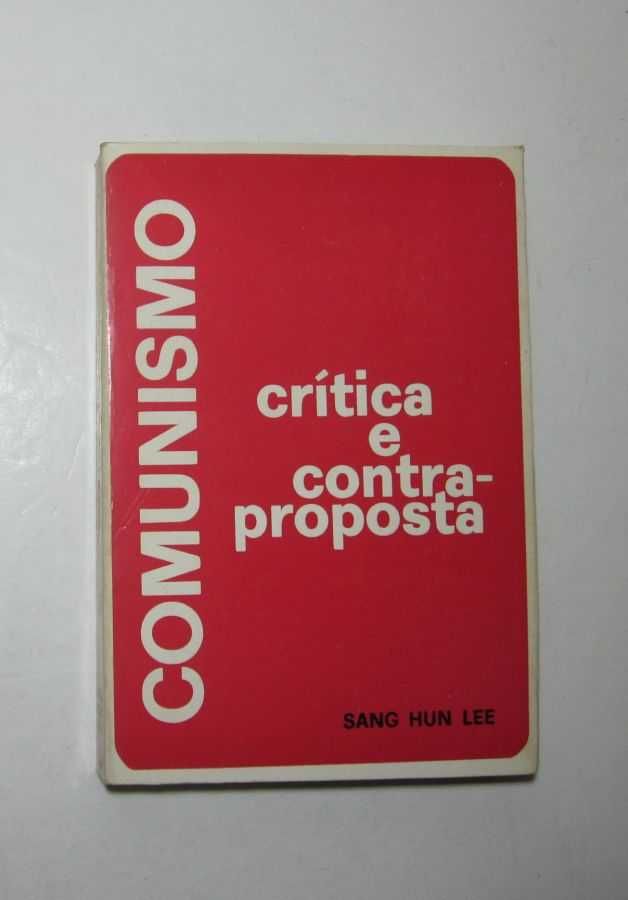 COMUNISMO
crítica
e
contra-
proposta
SANG HUN LEE